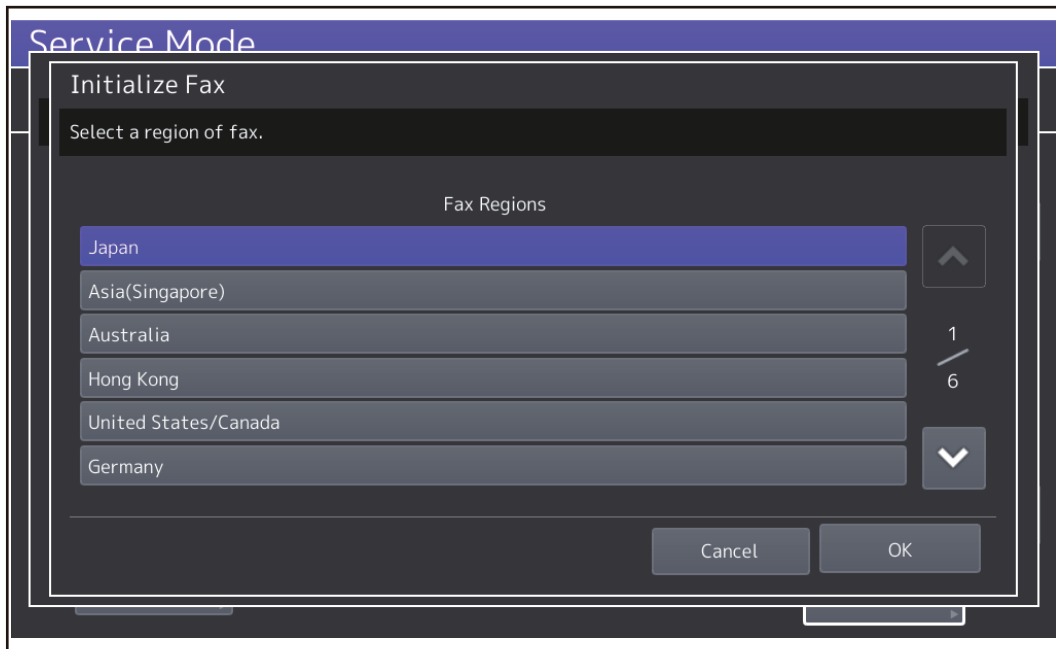 Service Mode
Initialize Fax
Select a region of fax.
Fax Regions
Japan
Asia(Singapore)
Australia
Hong Kong
United States/Canada
Germany
1
6
Cancel
OK